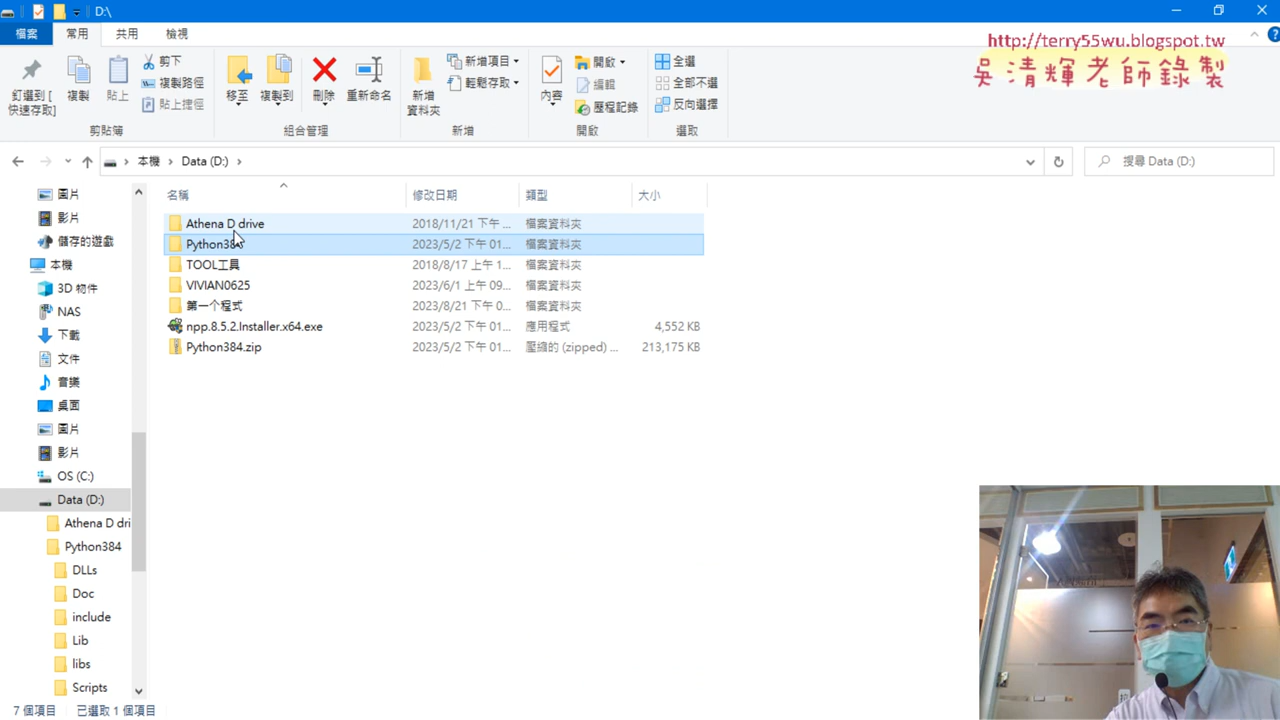 D:\
檔案 常用 共用 檢視
http://terry55wu.blogspot.tw
吳清輝老師錄製
釘選到 [快速存取]
複製
貼上
剪下
複製路徑
貼上捷徑
移至
複製到
刪除
重新命名
新增資料夾
新增項目
輕鬆存取
內容
開啟
編輯
歷程記錄
全選
全部不選
反向選擇
剪貼簿 組合管理 新增 開啟 選取
本機 > Data (D:) >
搜尋 Data (D:)
名稱 修改日期 類型 大小
Athena D drive 2018/11/21 下午 ... 檔案資料夾
Python38 2023/5/2 下午 01... 檔案資料夾
TOOL工具 2018/8/17 上午 1... 檔案資料夾
VIVIAN0625 2023/6/1 上午 09... 檔案資料夾
第一个程式 2023/8/21 下午 0... 檔案資料夾
npp.8.5.2.Installer.x64.exe 2023/5/2 下午 01... 應用程式 4,552 KB
Python384.zip 2023/5/2 下午 01... 壓縮的 (zipped) ... 213,175 KB
圖片
影片
儲存的遊戲
本機
3D 物件
NAS
下載
文件
音樂
桌面
圖片
影片
OS (C:)
Data (D:)
Athena D dri
Python384
DLLs
Doc
include
Lib
libs
Scripts
7 個項目 已選取 1 個項目